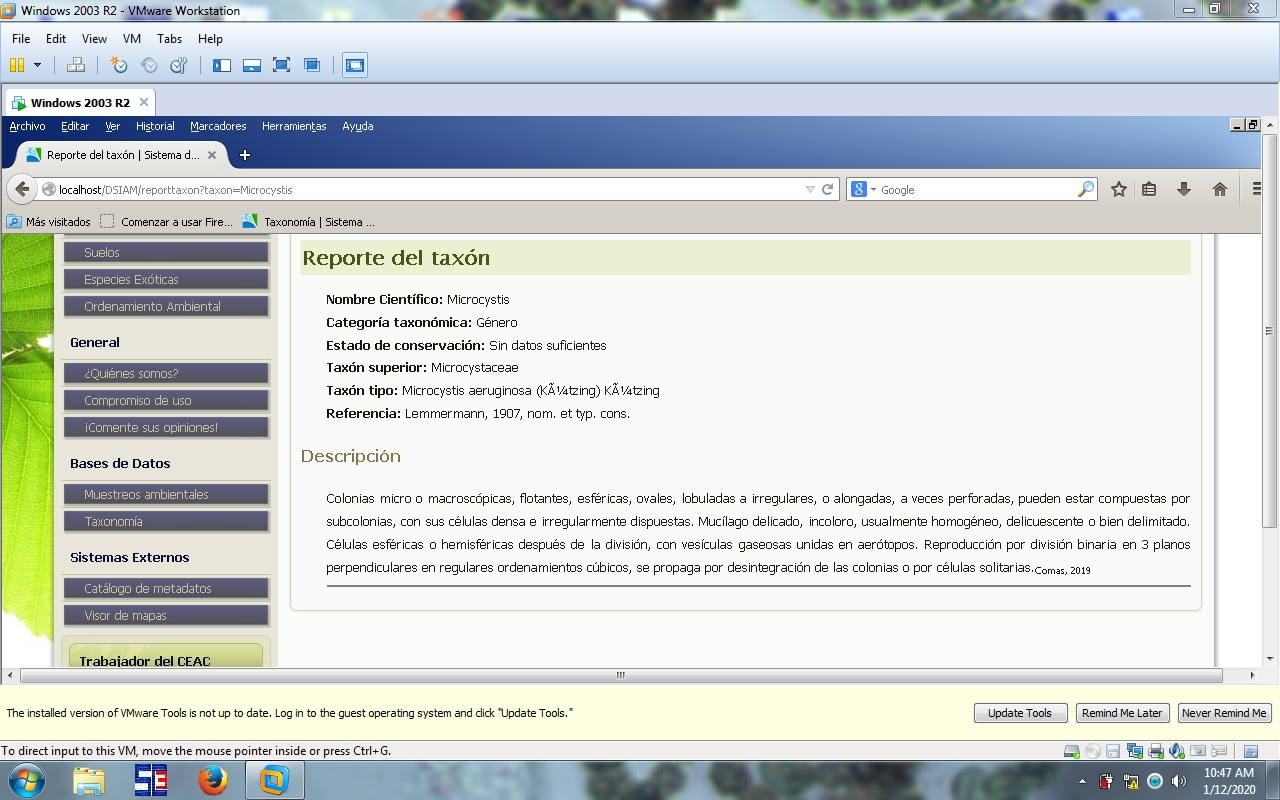 Windows 2003 R2 - VMware Workstation
File Edit View VM Tabs Help
Windows 2003 R2
Archivo Editar Ver Historial Marcadores Herramientas Ayuda
Reporte del taxón | Sistema d...
localhost/DSIAM/reporttaxon?taxon=Microcystis
Google
Más visitados Comenzar a usar Fire... Taxonomía | Sistema ...
Suelos
Especies Exóticas
Ordenamiento Ambiental
General
¿Quiénes somos?
Compromiso de uso
¡Comente sus opiniones!
Bases de Datos
Muestreos ambientales
Taxonomía
Sistemas Externos
Catálogo de metadatos
Visor de mapas
Trabajador del CEAC
Reporte del taxón
Nombre Científico: Microcystis
Categoría taxonómica: Género
Estado de conservación: Sin datos suficientes
Taxón superior: Microcystaceae
Taxón tipo: Microcystis aeruginosa (KÃ¼tzing) KÃ¼tzing
Referencia: Lemmermann, 1907, nom. et typ. cons.
Descripción
Colonias micro o macroscópicas, flotantes, esféricas, ovales, lobuladas a irregulares, o alongadas, a veces perforadas, pueden estar compuestas por
subcolonias, con sus células densa e irregularmente dispuestas. Mucílago delicado, incoloro, usualmente homogéneo, delicuescente o bien delimitado.
Células esféricas o hemisféricas después de la división, con vesículas gaseosas unidas en aerótopos. Reproducción por división binaria en 3 planos
perpendiculares en regulares ordenamientos cúbicos, se propaga por desintegración de las colonias o por células solitarias.Comas, 2019
The installed version of VMware Tools is not up to date. Log in to the guest operating system and click "Update Tools."
Update Tools Remind Me Later Never Remind Me
To direct input to this VM, move the mouse pointer inside or press Ctrl+G.
10:47 AM
1/12/2020